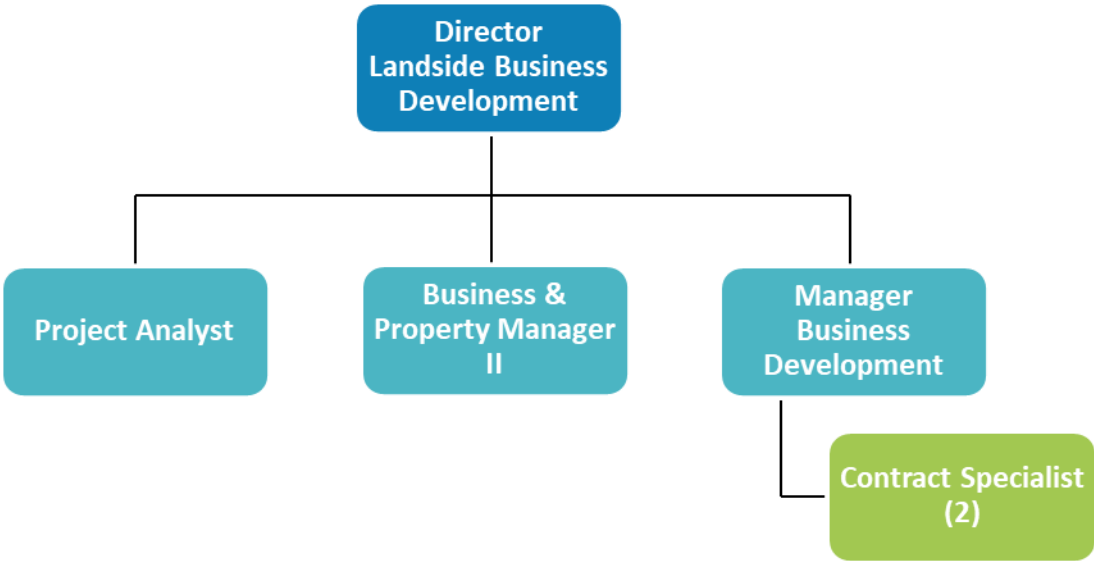 Director
Landside Business
Development
Project Analyst
Business &
Property Manager
II
Manager
Business
Development
Contract Specialist
(2)